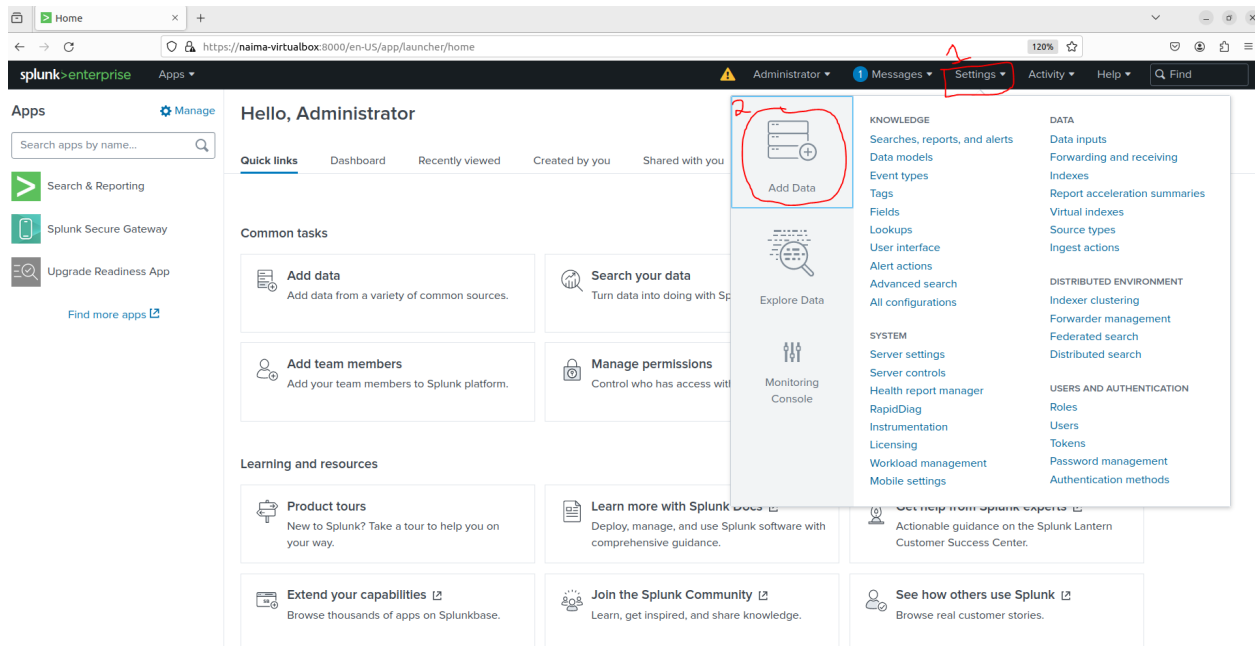 Home
https://naima-virtualbox:8000/en-US/app/launcher/home
120%
1
splunk>enterprise Apps
Administrator 1 Messages Settings Activity Help Find
Apps
Manage
Search apps by name...
Search & Reporting
Splunk Secure Gateway
Upgrade Readiness App
Find more apps
Hello, Administrator
Quick links Dashboard Recently viewed Created by you Shared with you
Common tasks
Add data
Add data from a variety of common sources.
Search your data
Turn data into doing with Sp
Add team members
Add your team members to Splunk platform.
Manage permissions
Control who has access with
Learning and resources
Product tours
New to Splunk? Take a tour to help you on
your way.
Learn more with Splunk Docs
Deploy, manage, and use Splunk software with
comprehensive guidance.
Get help from Splunk experts
Actionable guidance on the Splunk Lantern
Customer Success Center.
Extend your capabilities
Browse thousands of apps on Splunkbase.
Join the Splunk Community
Learn, get inspired, and share knowledge.
See how others use Splunk
Browse real customer stories.
2
Add Data
Explore Data
Monitoring
Console
KNOWLEDGE
Searches, reports, and alerts
Data models
Event types
Tags
Fields
Lookups
User interface
Alert actions
Advanced search
All configurations
SYSTEM
Server settings
Server controls
Health report manager
RapidDiag
Instrumentation
Licensing
Workload management
Mobile settings
DATA
Data inputs
Forwarding and receiving
Indexes
Report acceleration summaries
Virtual indexes
Source types
Ingest actions
DISTRIBUTED ENVIRONMENT
Indexer clustering
Forwarder management
Federated search
Distributed search
USERS AND AUTHENTICATION
Roles
Users
Tokens
Password management
Authentication methods